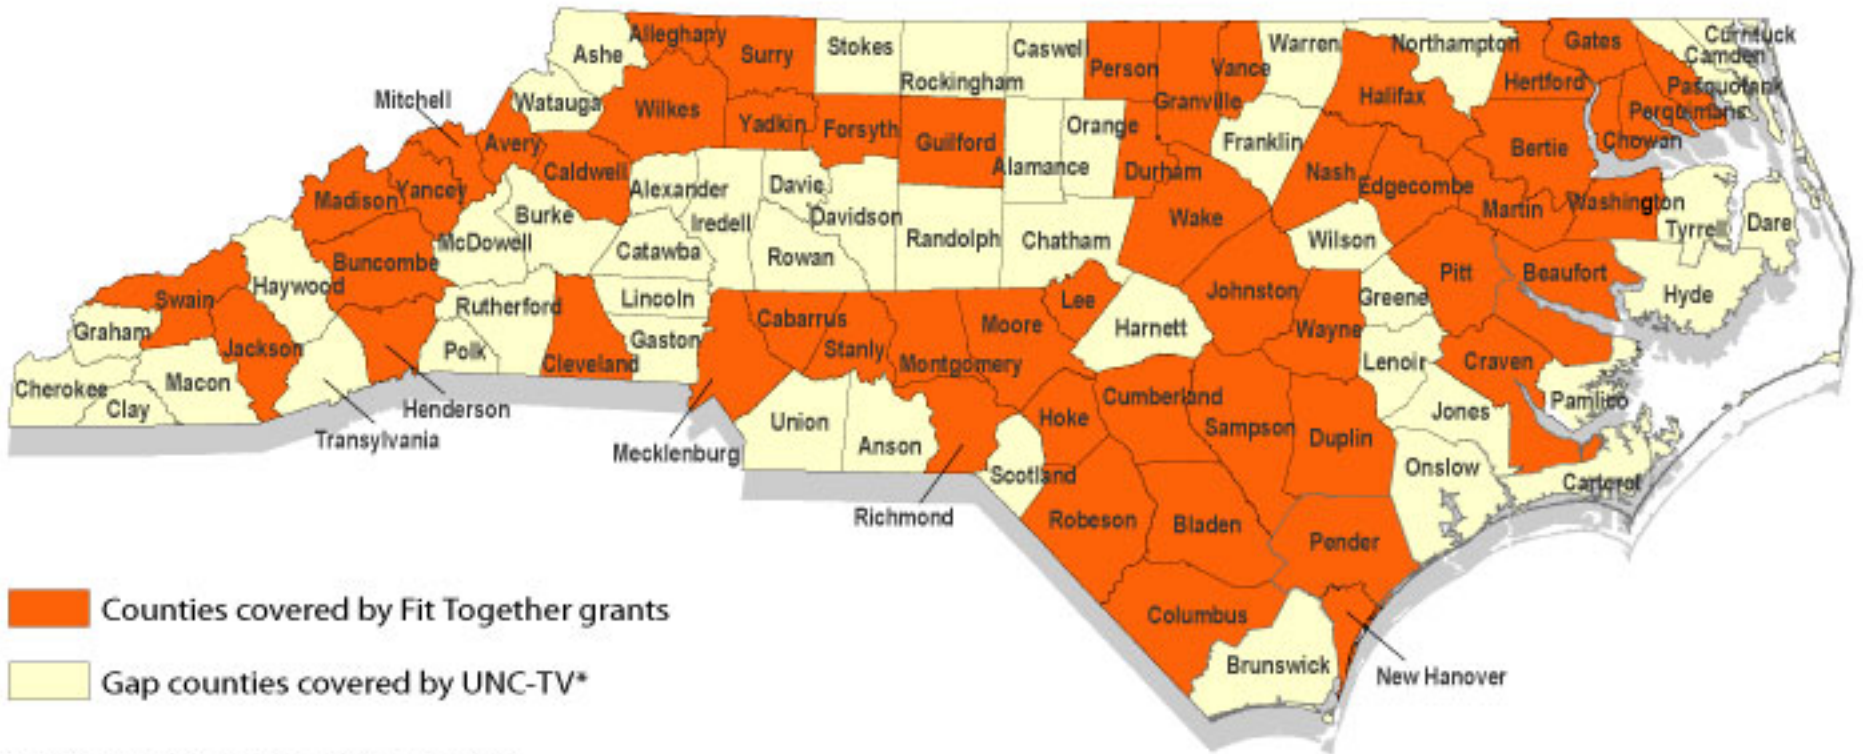 Ashe
Alleghany
Surry
Stokes
Rockingham
Caswell
Person
Granville
Vance
Warren
Northampton
Gates
Hertford
Currituck
Camden
Pasquotank
Perquimans
Chowan
Mitchell
Watauga
Wilkes
Yadkin
Forsyth
Guilford
Alamance
Orange
Durham
Franklin
Halifax
Bertie
Avery
Caldwell
Alexander
Davie
Davidson
Iredell
Nash
Edgecombe
Martin
Washington
Tyrrell
Dare
Madison
Yancey
McDowell
Burke
Catawba
Rowan
Randolph
Chatham
Wake
Wilson
Pitt
Beaufort
Hyde
Buncombe
Haywood
Swain
Graham
Jackson
Rutherford
Polk
Cleveland
Lincoln
Gaston
Cabarrus
Stanly
Montgomery
Moore
Lee
Harnett
Johnston
Wayne
Greene
Lenoir
Craven
Pamlico
Cherokee
Clay
Macon
Transylvania
Henderson
Mecklenburg
Union
Anson
Richmond
Scotland
Hoke
Cumberland
Sampson
Duplin
Jones
Onslow
Carteret
Robeson
Bladen
Pender
Columbus
Brunswick
New Hanover
Counties covered by Fit Together grants
Gap counties covered by UNC-TV*